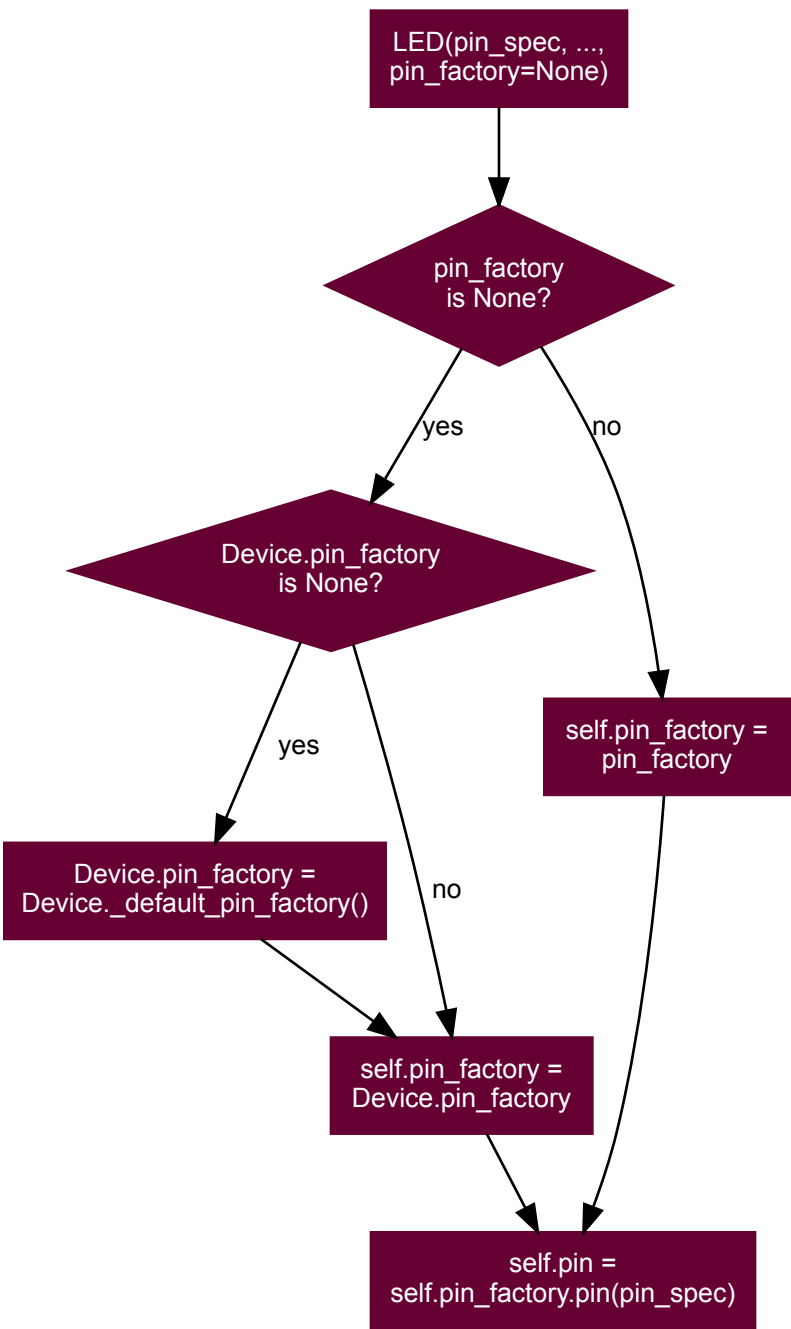 LED(pin_spec, ...,
pin_factory=None)
pin_factory
is None?
yes
no
Device.pin_factory
is None?
self.pin_factory =
pin_factory
yes
Device.pin_factory =
Device._default_pin_factory()
no
self.pin_factory =
Device.pin_factory
self.pin =
self.pin_factory.pin(pin_spec)